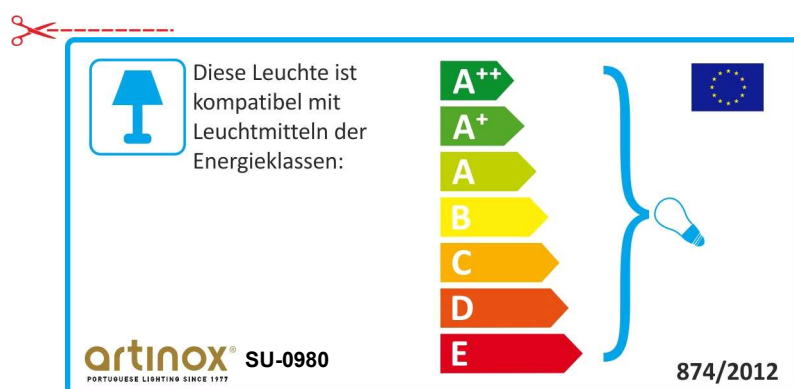 Diese Leuchte ist
kompatibel mit
Leuchtmitteln der
Energieklassen:
A++
A+
A
B
C
D
E
artinox® SU-0980
PORTUGUESE LIGHTING SINCE 1977
874/2012